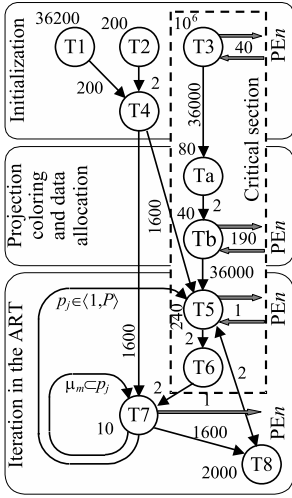 Initialization
36200
T1
200
T2
10⁶
T3
40
PEn
200
2
T4
36000
Critical section
Projection
coloring
and data
allocation
80
Ta
2
40
Tb
190
PEn
1600
36000
Iteration in the ART
pⱼ∈⟨1,P⟩
T5
240
1
PEn
2
T6
1600
μₘ⊂pⱼ
2
T7
10
1
2
PEn
1600
T8
2000